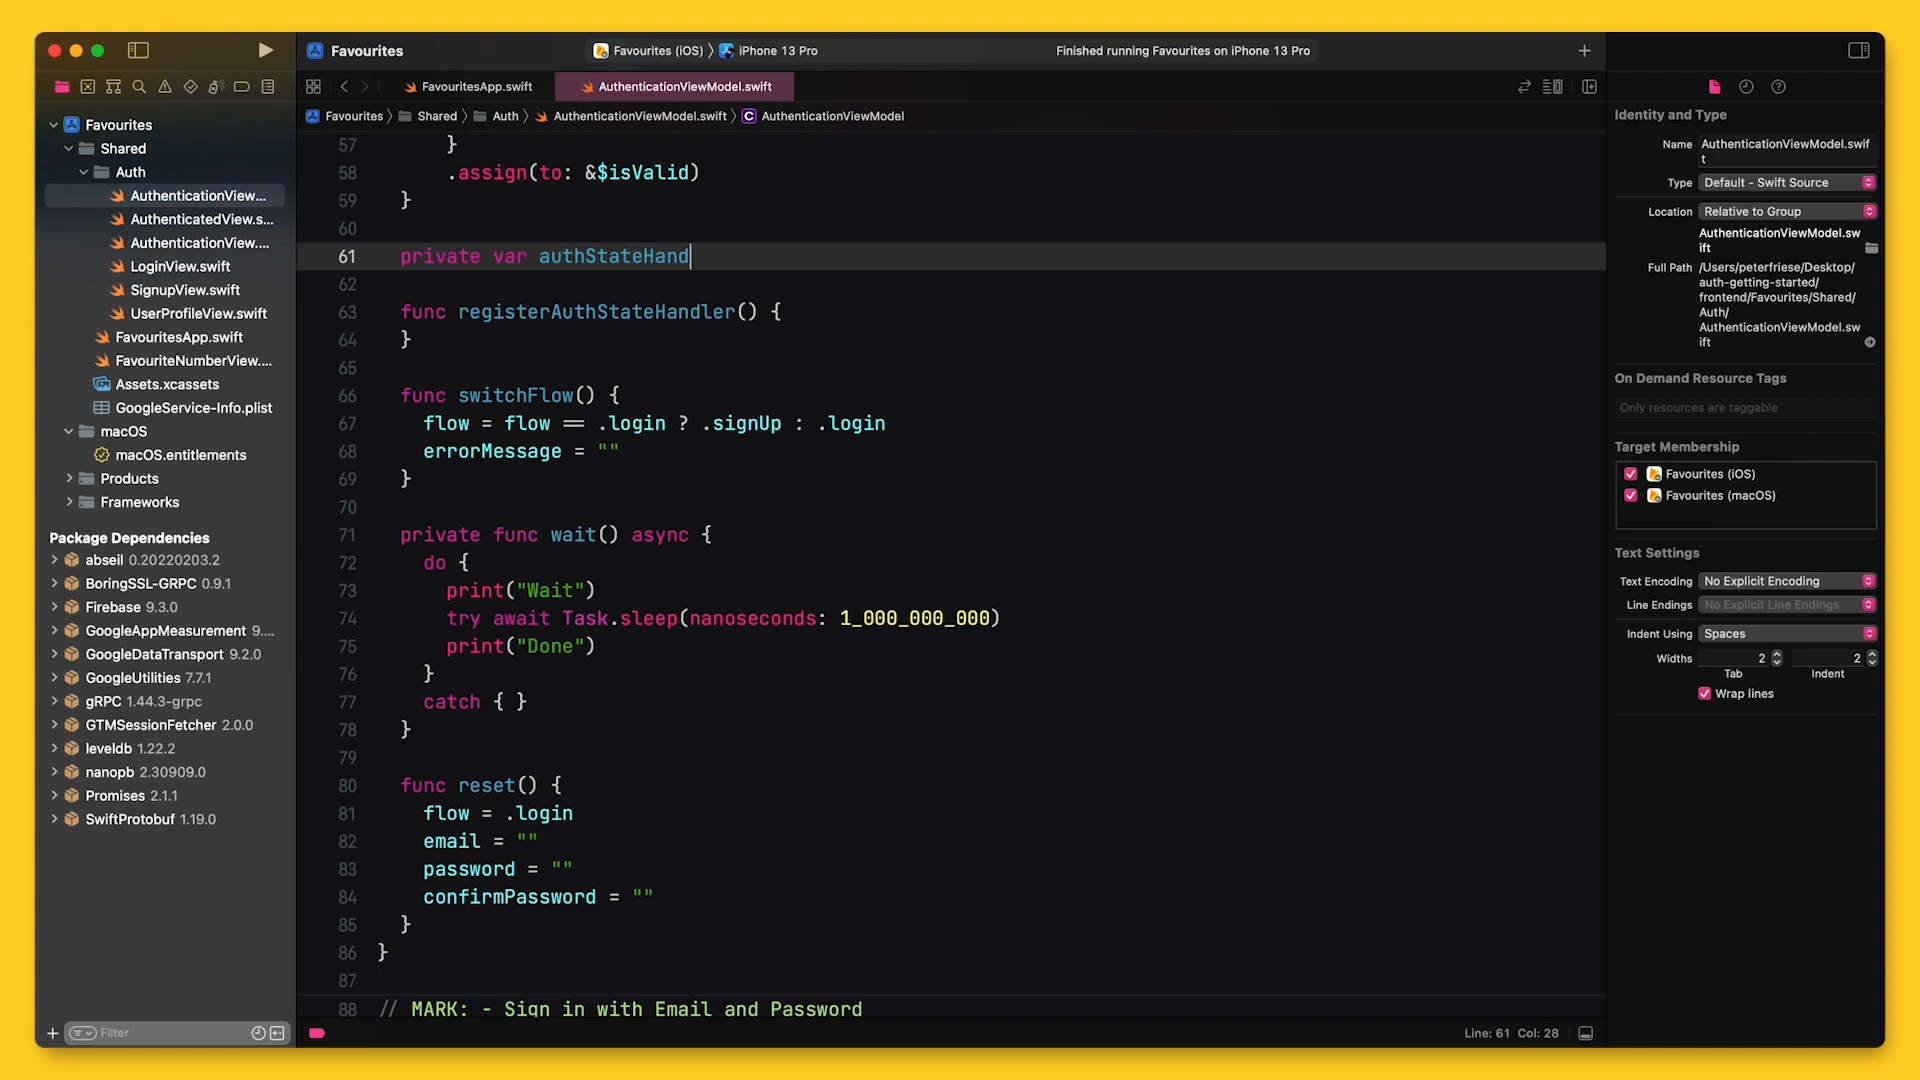 Favourites
Favourites (iOS) 〉 iPhone 13 Pro
Finished running Favourites on iPhone 13 Pro
FavouritesApp.swift
AuthenticationViewModel.swift
Favourites 〉 Shared 〉 Auth 〉 AuthenticationViewModel.swift 〉 C AuthenticationViewModel
Favourites
Shared
Auth
AuthenticationView...
AuthenticatedView.s...
AuthenticationView....
LoginView.swift
SignupView.swift
UserProfileView.swift
FavouritesApp.swift
FavouriteNumberView....
Assets.xcassets
GoogleService-Info.plist
macOS
macOS.entitlements
Products
Frameworks
Package Dependencies
abseil 0.20220203.2
BoringSSL-GRPC 0.9.1
Firebase 9.3.0
GoogleAppMeasurement 9....
GoogleDataTransport 9.2.0
GoogleUtilities 7.7.1
gRPC 1.44.3-grpc
GTMSessionFetcher 2.0.0
leveldb 1.22.2
nanopb 2.30909.0
Promises 2.1.1
SwiftProtobuf 1.19.0
Filter
57 }
58 .assign(to: &$isValid)
59 }
60
61 private var authStateHand
62
63 func registerAuthStateHandler() {
64 }
65
66 func switchFlow() {
67 flow = flow == .login ? .signUp : .login
68 errorMessage = ""
69 }
70
71 private func wait() async {
72 do {
73 print("Wait")
74 try await Task.sleep(nanoseconds: 1_000_000_000)
75 print("Done")
76 }
77 catch { }
78 }
79
80 func reset() {
81 flow = .login
82 email = ""
83 password = ""
84 confirmPassword = ""
85 }
86 }
87
88 // MARK: - Sign in with Email and Password
Line: 61 Col: 28
Identity and Type
Name AuthenticationViewModel.swif
t
Type Default - Swift Source
Location Relative to Group
AuthenticationViewModel.sw
ift
Full Path /Users/peterfriese/Desktop/
auth-getting-started/
frontend/Favourites/Shared/
Auth/
AuthenticationViewModel.sw
ift
On Demand Resource Tags
Only resources are taggable
Target Membership
Favourites (iOS)
Favourites (macOS)
Text Settings
Text Encoding No Explicit Encoding
Line Endings No Explicit Line Endings
Indent Using Spaces
Widths 2 2
Tab Indent
Wrap lines